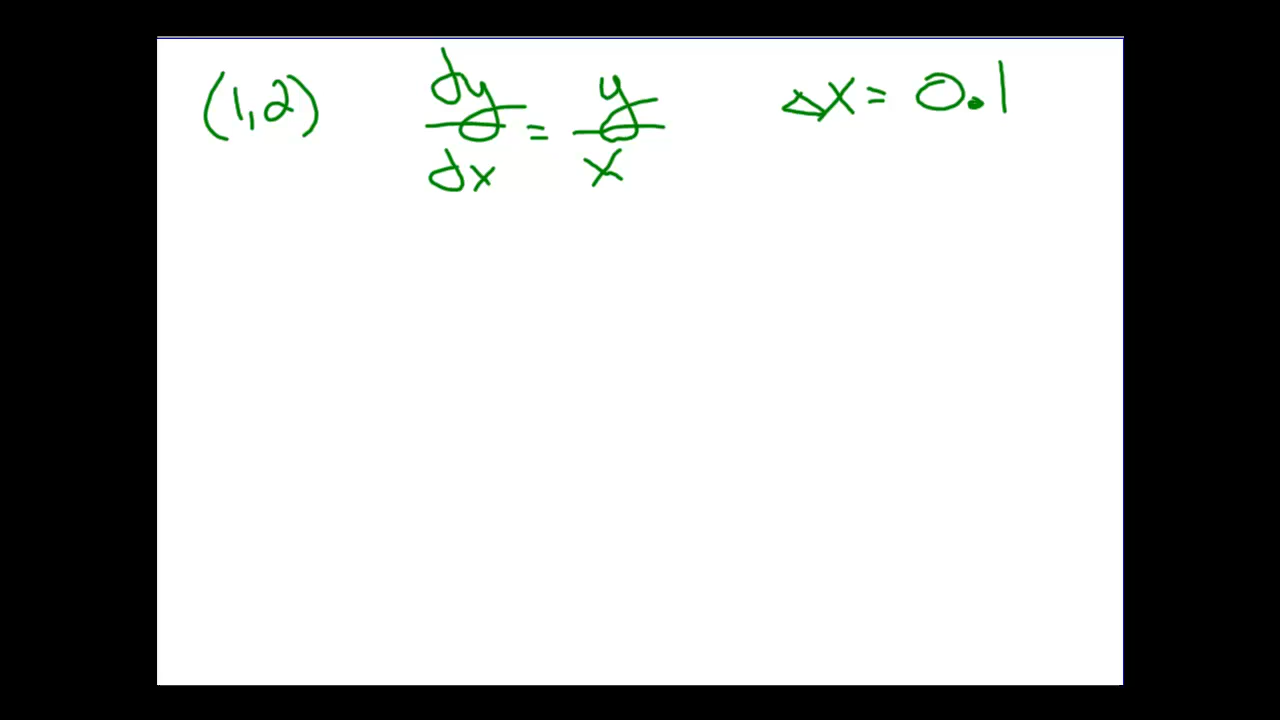 (1,2) dy/dx = y/x Δx = 0.1